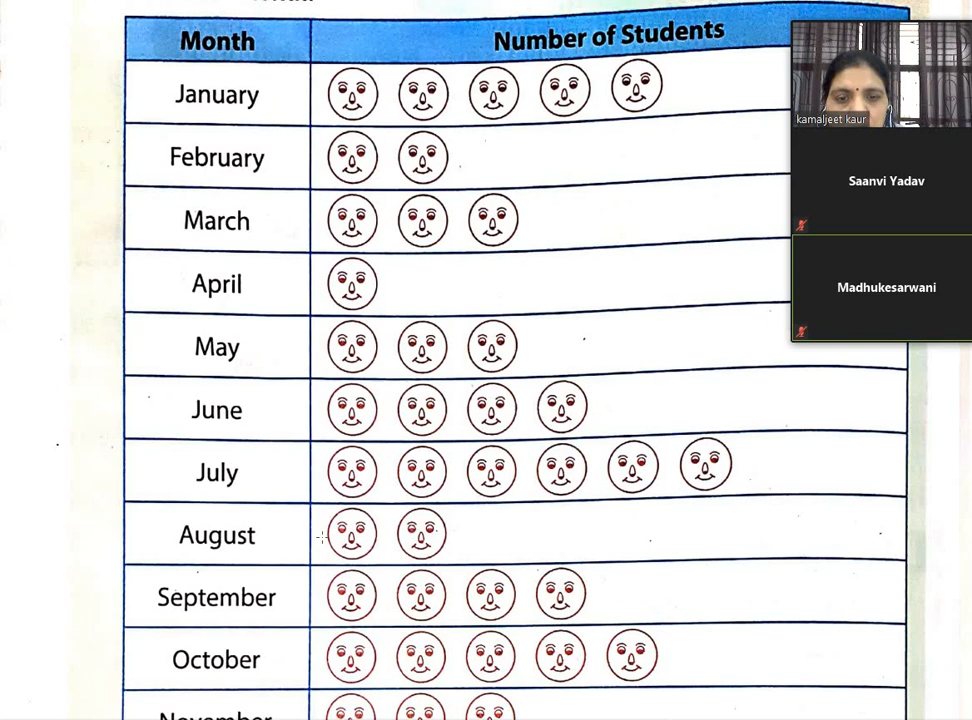 Month Number of Students
January
February
March
April
May
June
July
August
September
October
November
kamaljeet kaur
Saanvi Yadav
Madhukesarwani